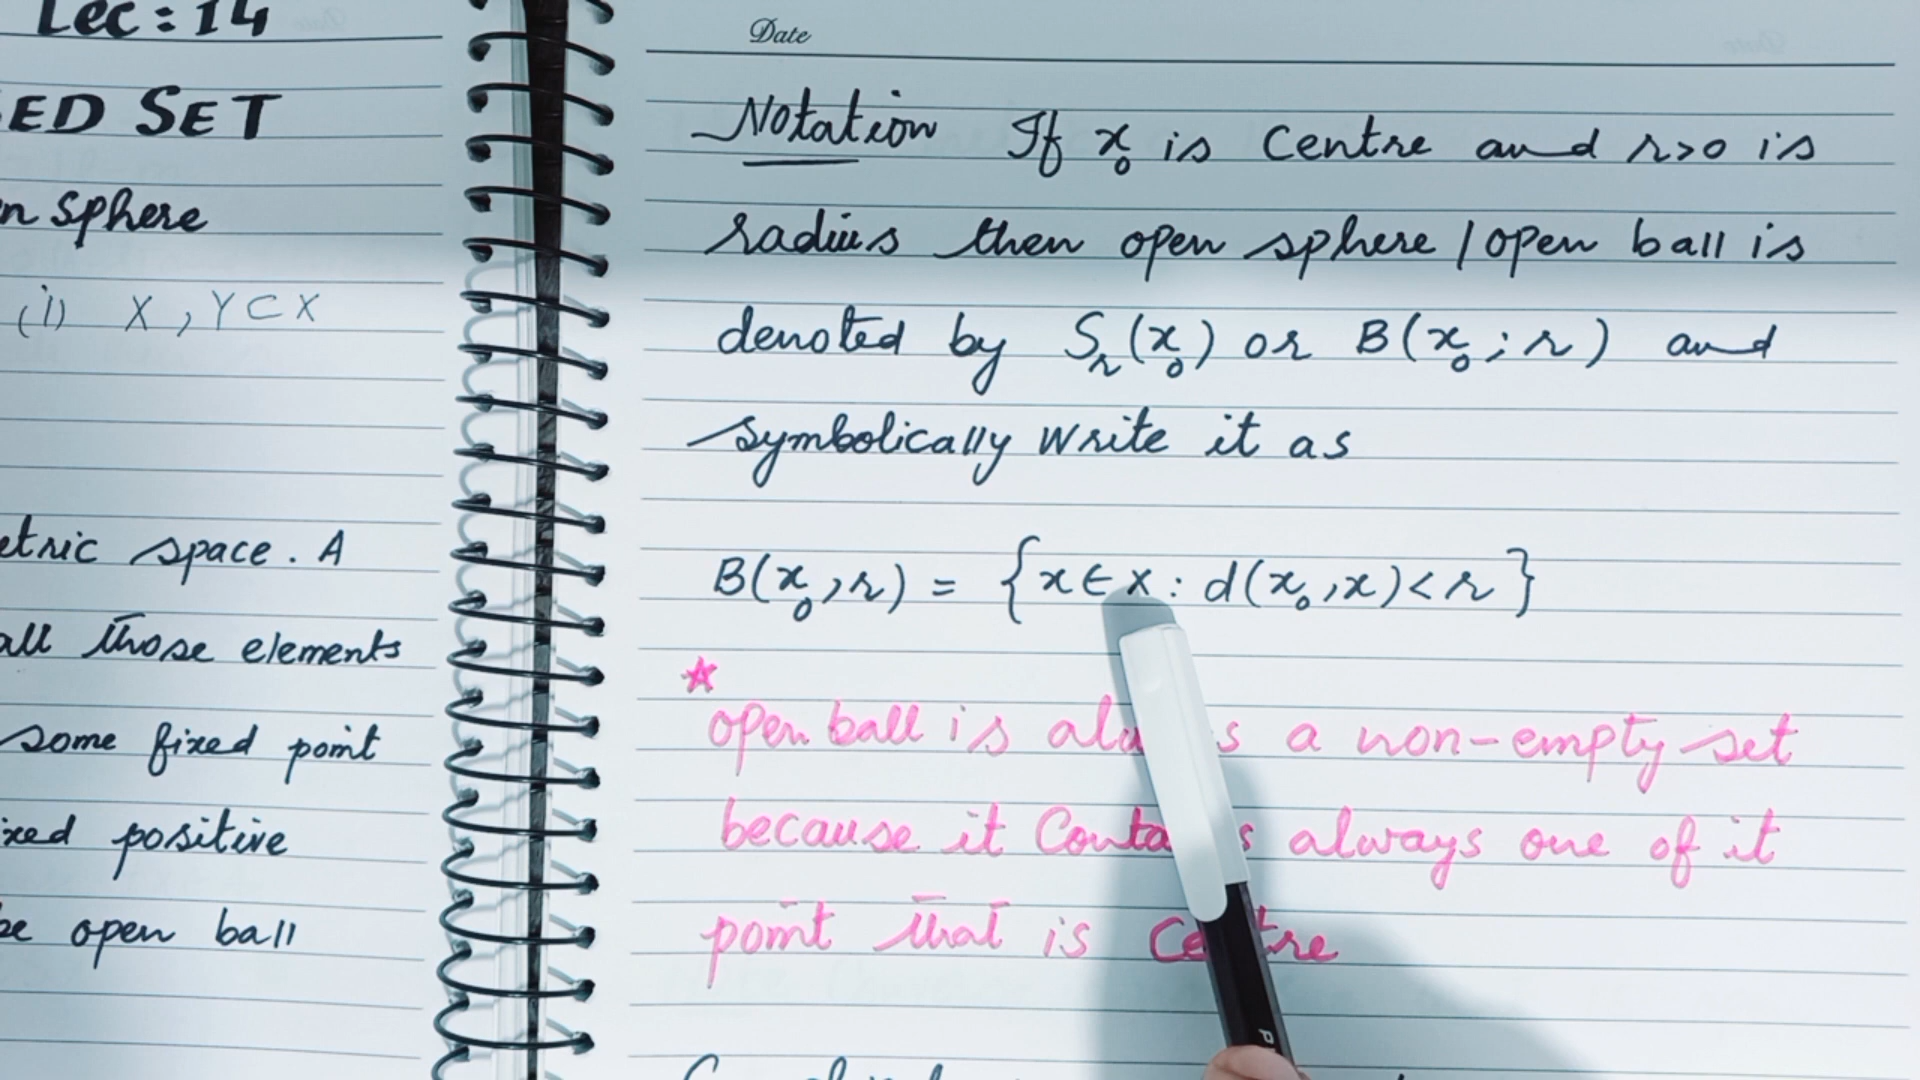 Lec : 14
ED SET
n sphere
(i) X , Y ⊂ X
etric space . A
all those elements
some fixed point
ixed positive
be open ball
Date
Notation If x₀ is Centre and r>0 is
radius then open sphere / open ball is
denoted by Sᵣ(x₀) or B(x₀ ; r) and
symbolically write it as
B(x₀, r) = {x ∈ X : d(x₀, x) < r}
open ball is a non-empty set
because it always one of it
point that is